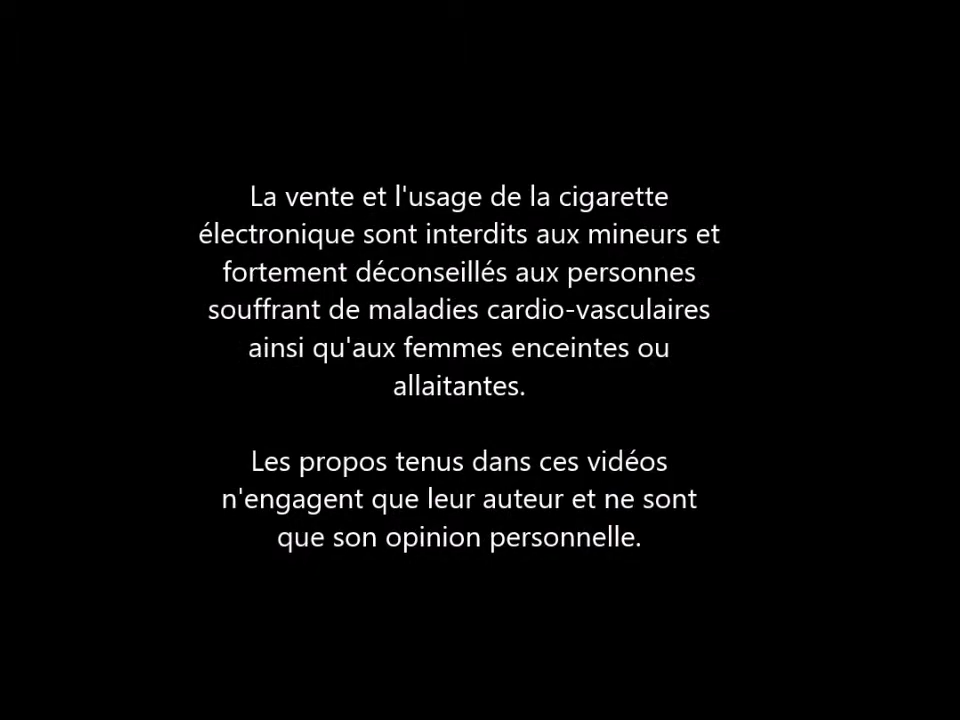 La vente et l'usage de la cigarette
électronique sont interdits aux mineurs et
fortement déconseillés aux personnes
souffrant de maladies cardio-vasculaires
ainsi qu'aux femmes enceintes ou
allaitantes.
Les propos tenus dans ces vidéos
n'engagent que leur auteur et ne sont
que son opinion personnelle.